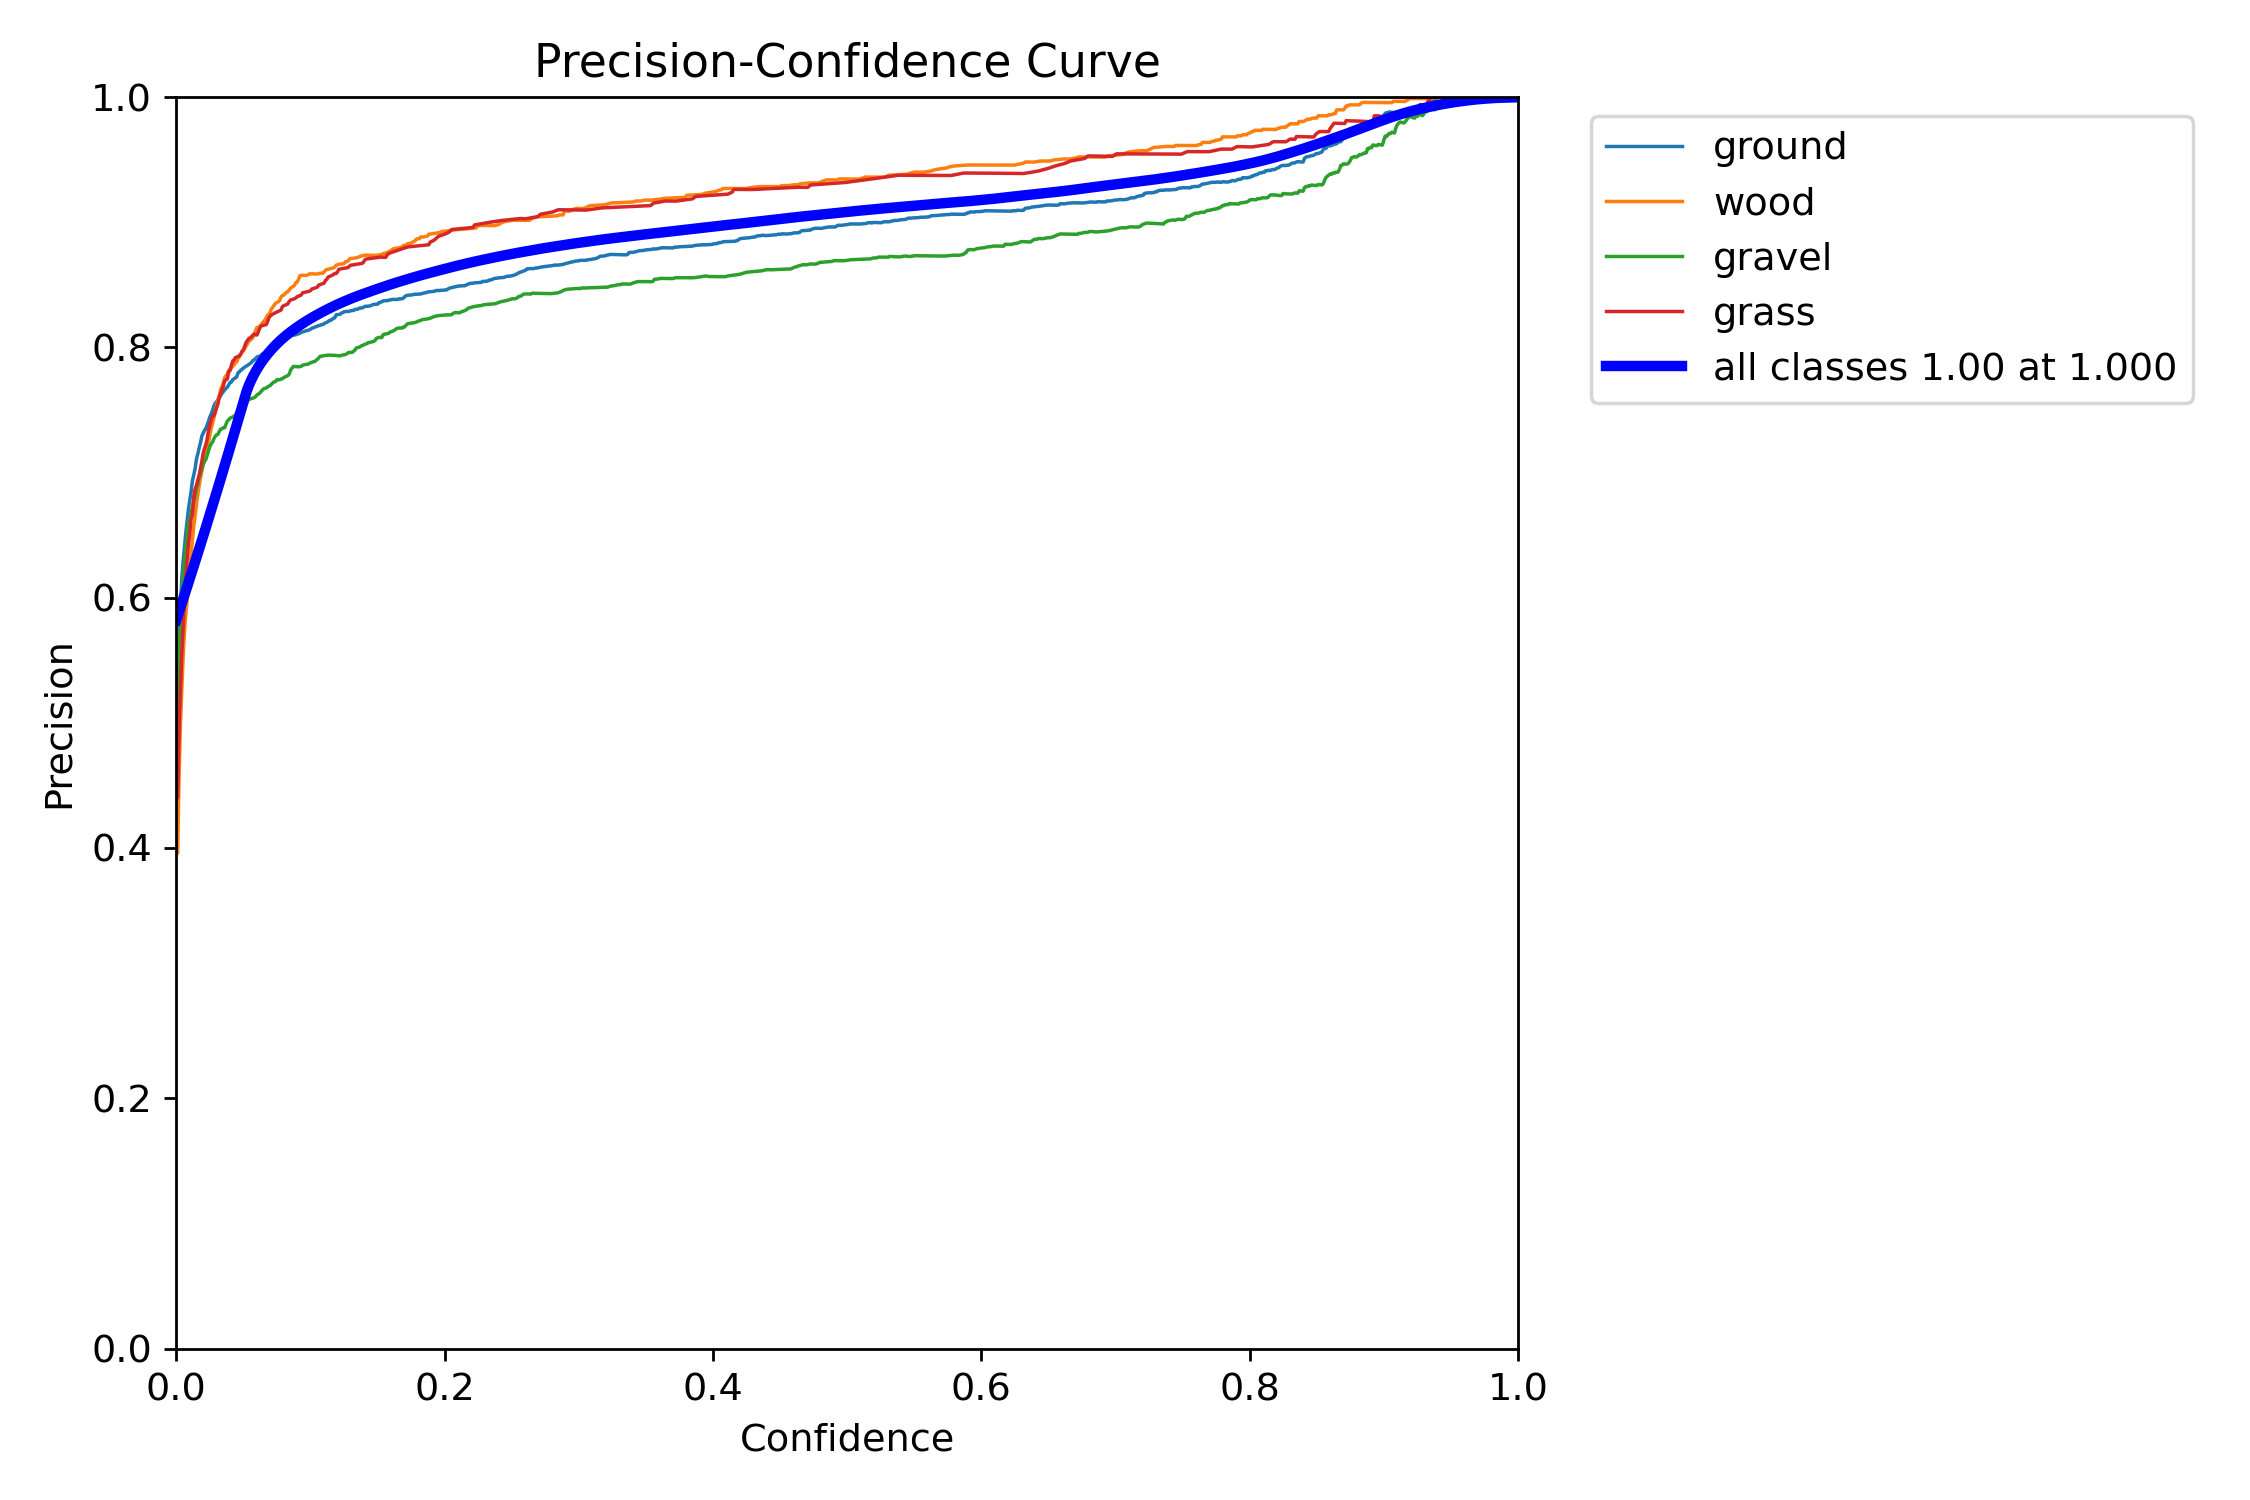 Precision-Confidence Curve
1.0
0.8
0.6
0.4
0.2
0.0
Precision
0.0 0.2 0.4 0.6 0.8 1.0
Confidence
ground
wood
gravel
grass
all classes 1.00 at 1.000